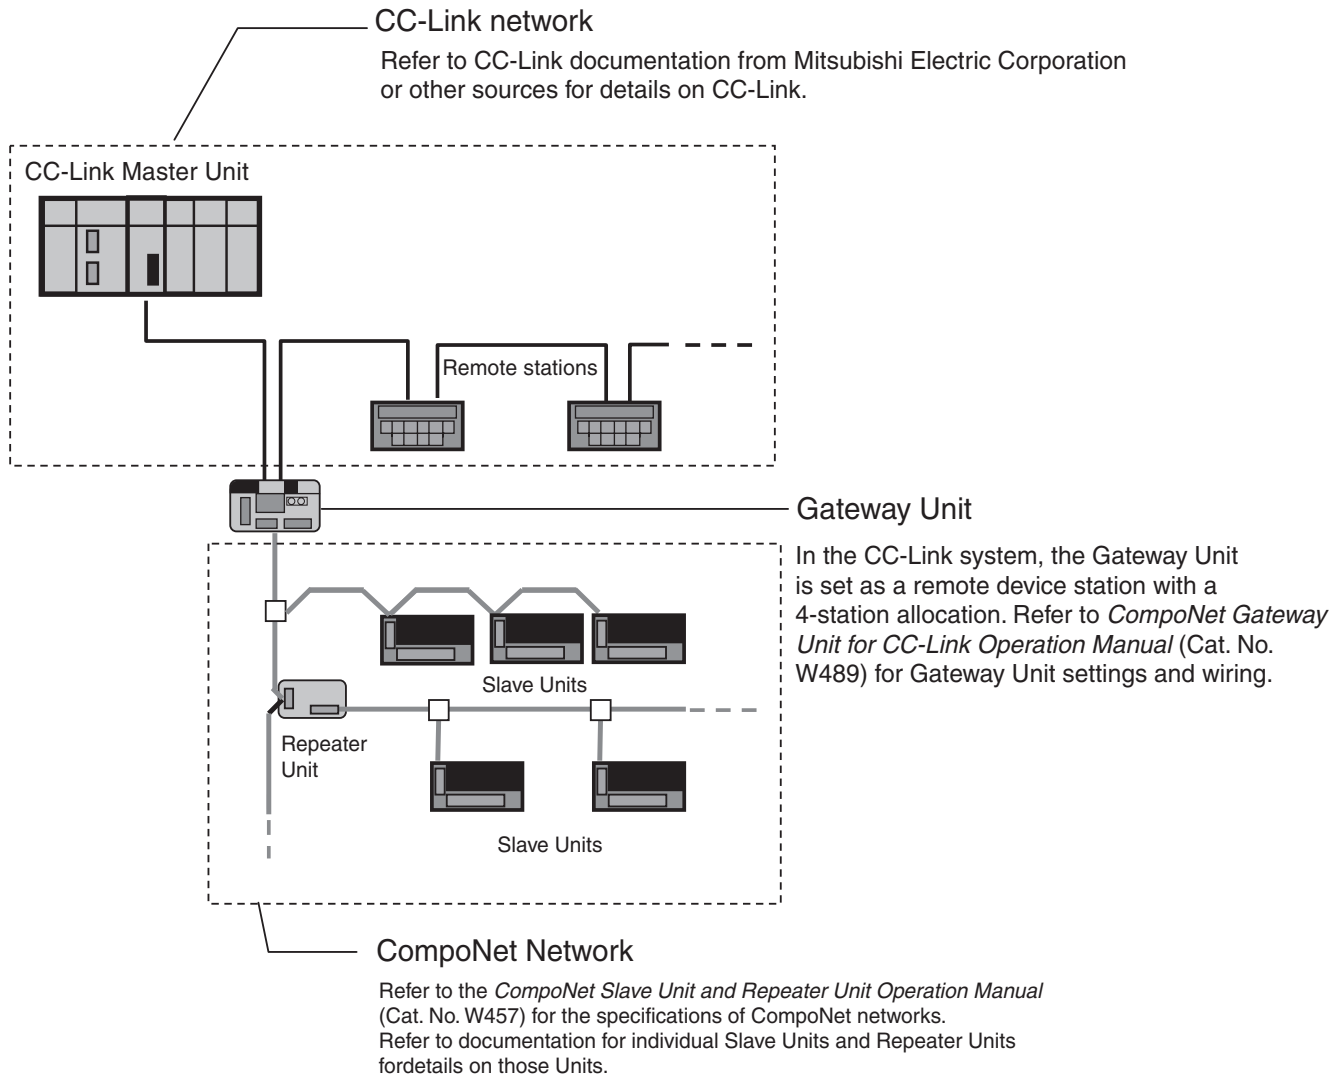 CC-Link network
Refer to CC-Link documentation from Mitsubishi Electric Corporation
or other sources for details on CC-Link.
CC-Link Master Unit
Remote stations
Gateway Unit
In the CC-Link system, the Gateway Unit
is set as a remote device station with a
4-station allocation. Refer to CompoNet Gateway
Unit for CC-Link Operation Manual (Cat. No.
W489) for Gateway Unit settings and wiring.
Slave Units
Repeater
Unit
Slave Units
CompoNet Network
Refer to the CompoNet Slave Unit and Repeater Unit Operation Manual
(Cat. No. W457) for the specifications of CompoNet networks.
Refer to documentation for individual Slave Units and Repeater Units
fordetails on those Units.